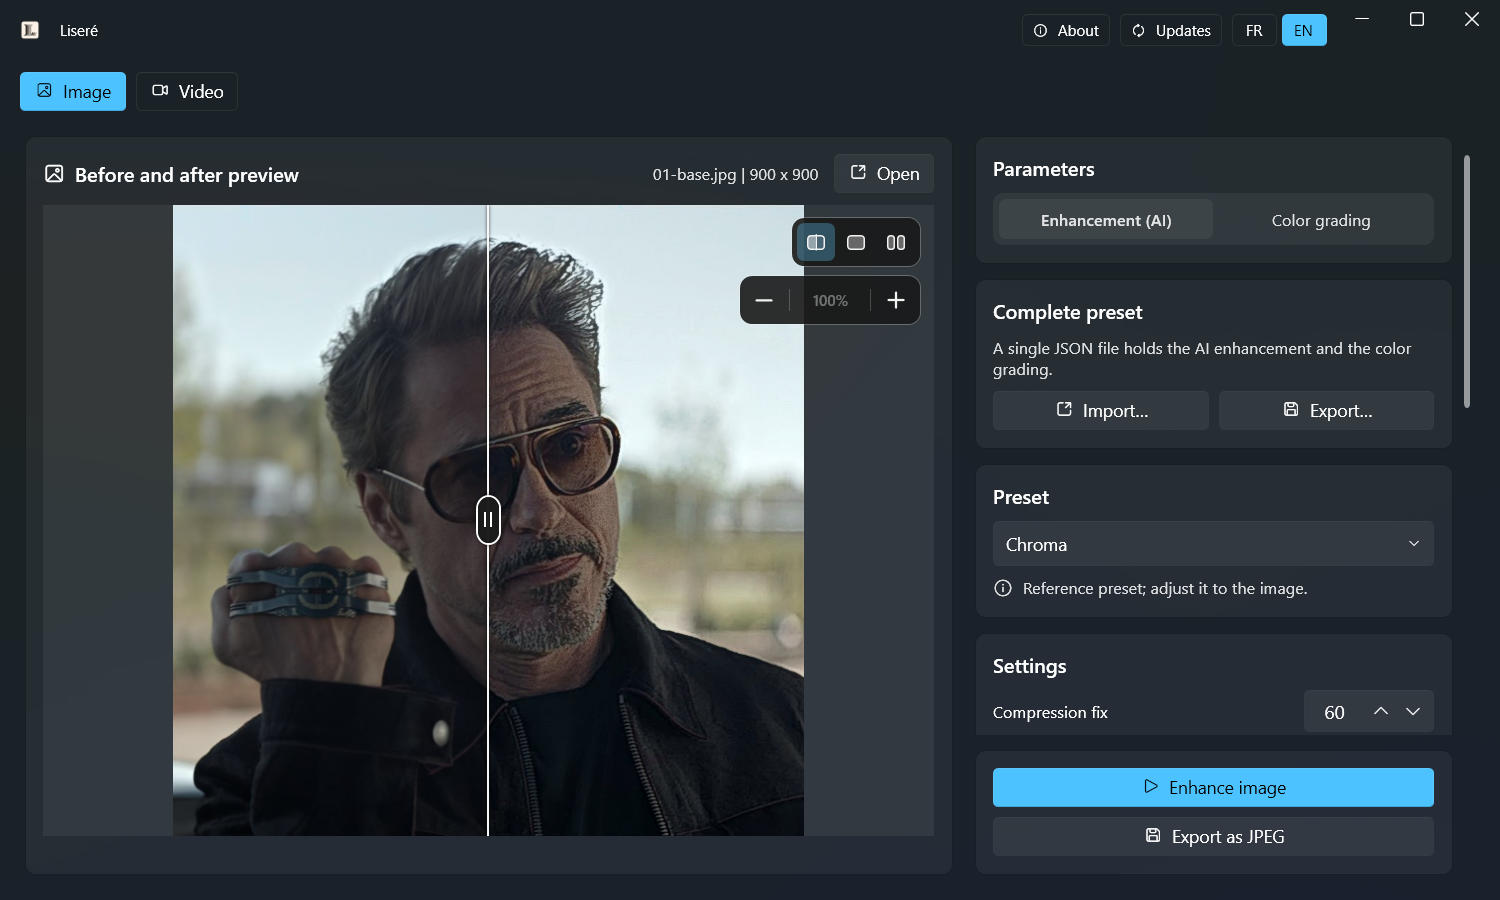 Liseré
About
Updates
FR
EN
Image
Video
Before and after preview
01-base.jpg | 900 x 900
Open
100%
Parameters
Enhancement (AI)
Color grading
Complete preset
A single JSON file holds the AI enhancement and the color
grading.
Import...
Export...
Preset
Chroma
Reference preset; adjust it to the image.
Settings
Compression fix
60
Enhance image
Export as JPEG